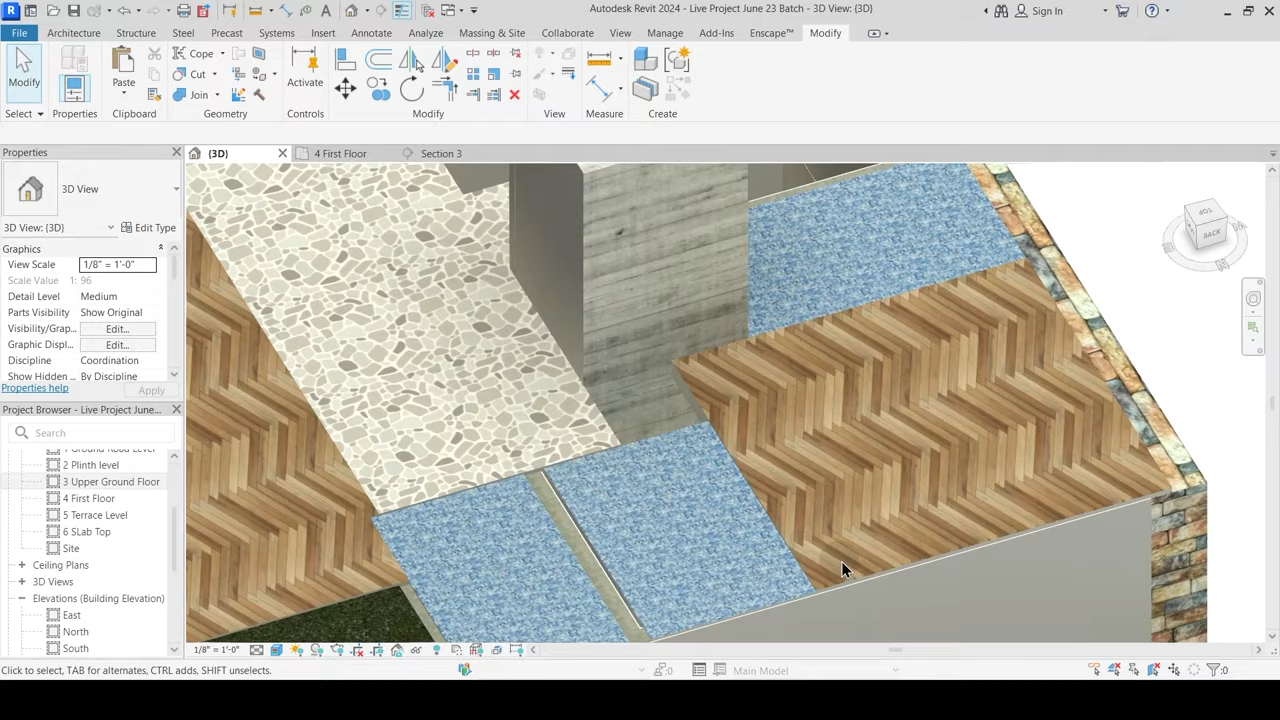 Autodesk Revit 2024 - Live Project June 23 Batch - 3D View: {3D}
Sign In
File Architecture Structure Steel Precast Systems Insert Annotate Analyze Massing & Site Collaborate View Manage Add-Ins Enscape™ Modify
Modify
Paste
Cope
Cut
Join
Activate
Select Properties Clipboard Geometry Controls Modify View Measure Create
Properties
{3D}
4 First Floor
Section 3
3D View
3D View: {3D}
Edit Type
Graphics
View Scale 1/8" = 1'-0"
Scale Value 1: 96
Detail Level Medium
Parts Visibility Show Original
Visibility/Grap... Edit...
Graphic Displ... Edit...
Discipline Coordination
Show Hidden By Discipline
Properties help
Apply
Project Browser - Live Project June...
Search
1 Ground Road Level
2 Plinth level
3 Upper Ground Floor
4 First Floor
5 Terrace Level
6 Slab Top
Site
Ceiling Plans
3D Views
Elevations (Building Elevation)
East
North
South
TOP
BACK
1/8" = 1'-0"
Click to select, TAB for alternates, CTRL adds, SHIFT unselects.
:0
Main Model
:0